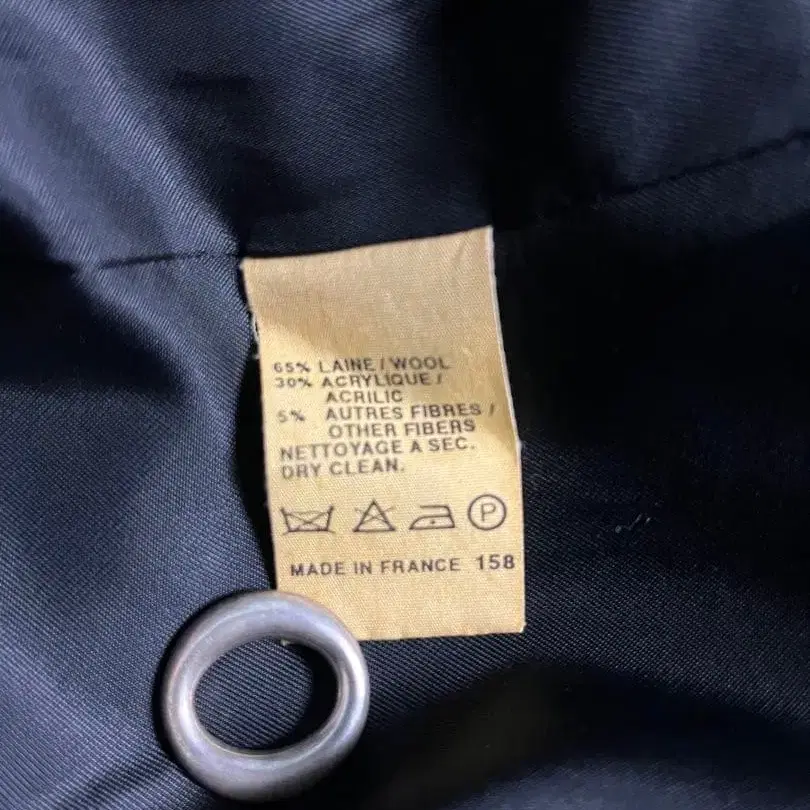 65% LAINE / WOOL
30% ACRYLIQUE /
ACRILIC
5% AUTRES FIBRES /
OTHER FIBERS
NETTOYAGE A SEC.
DRY CLEAN.
P
MADE IN FRANCE 158